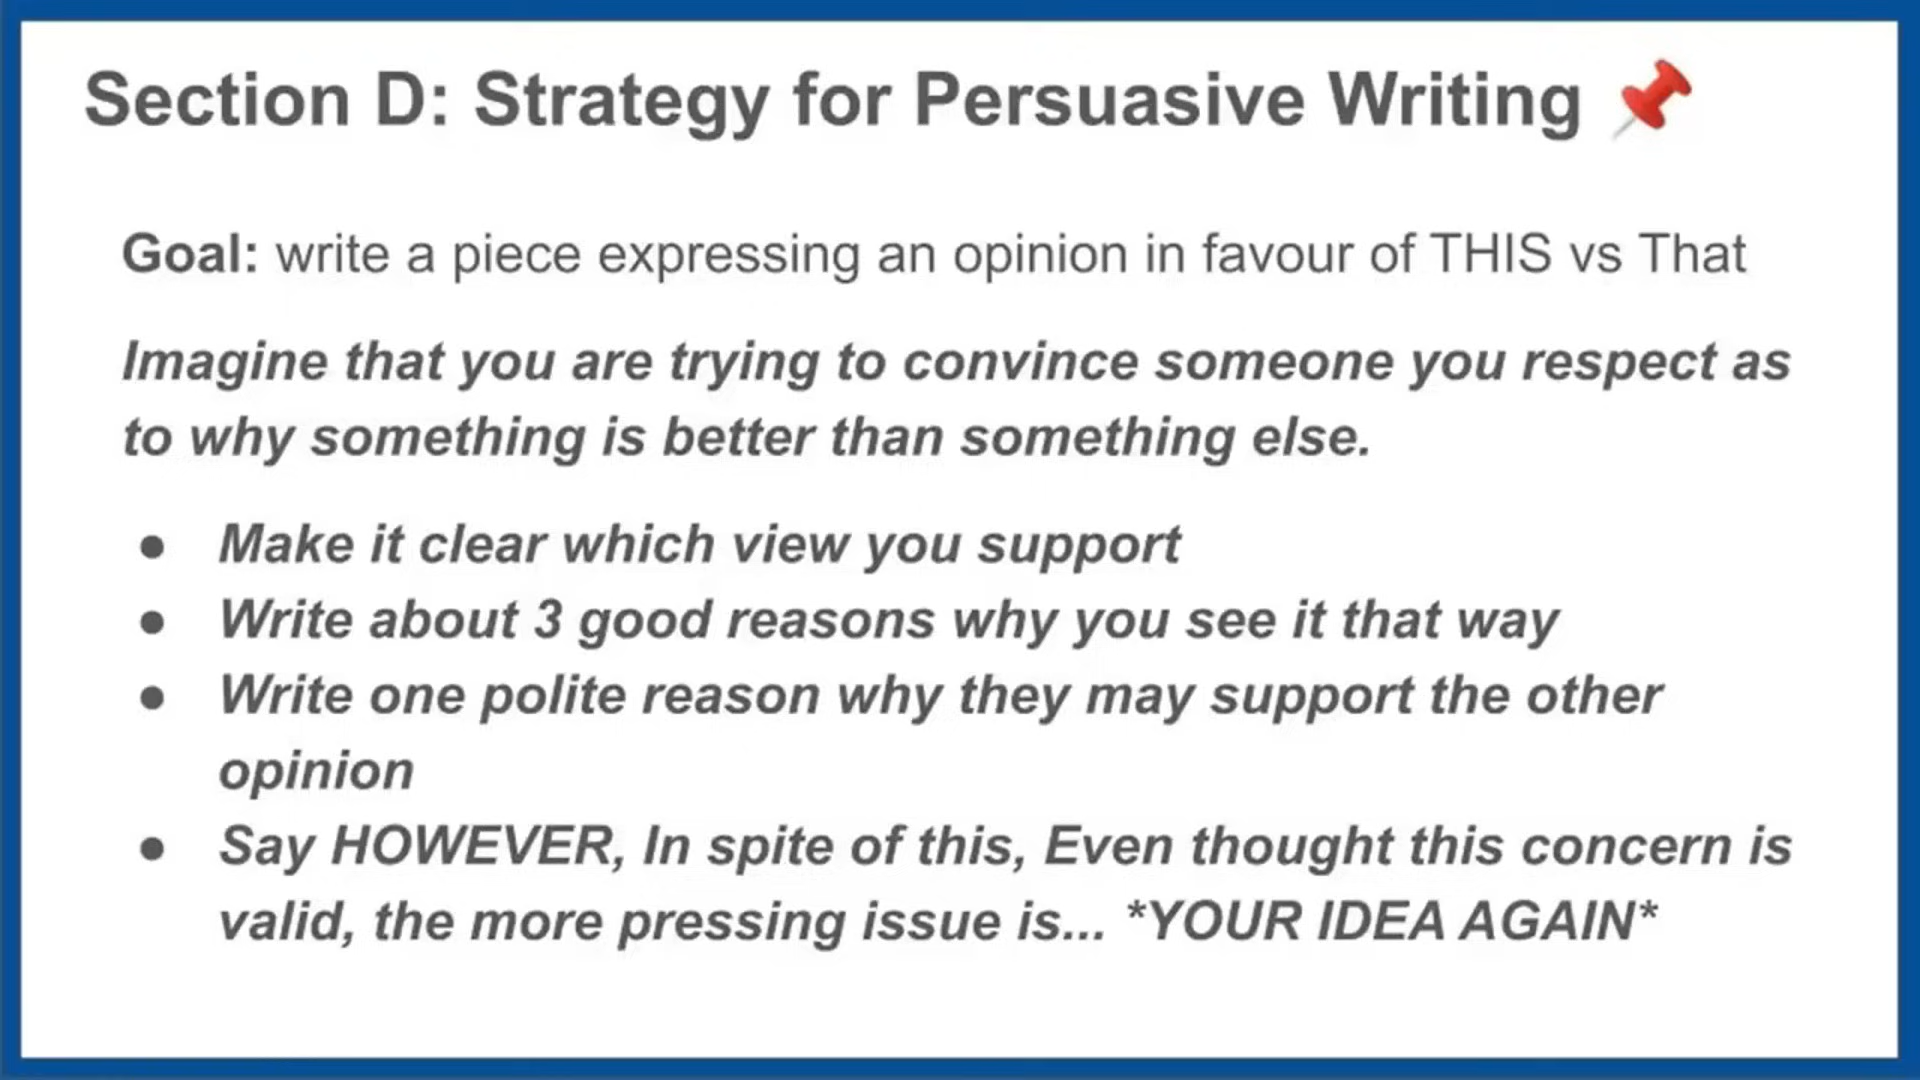 Section D: Strategy for Persuasive Writing 📌
Goal: write a piece expressing an opinion in favour of THIS vs That
Imagine that you are trying to convince someone you respect as
to why something is better than something else.
● Make it clear which view you support
● Write about 3 good reasons why you see it that way
● Write one polite reason why they may support the other
opinion
● Say HOWEVER, In spite of this, Even thought this concern is
valid, the more pressing issue is... *YOUR IDEA AGAIN*